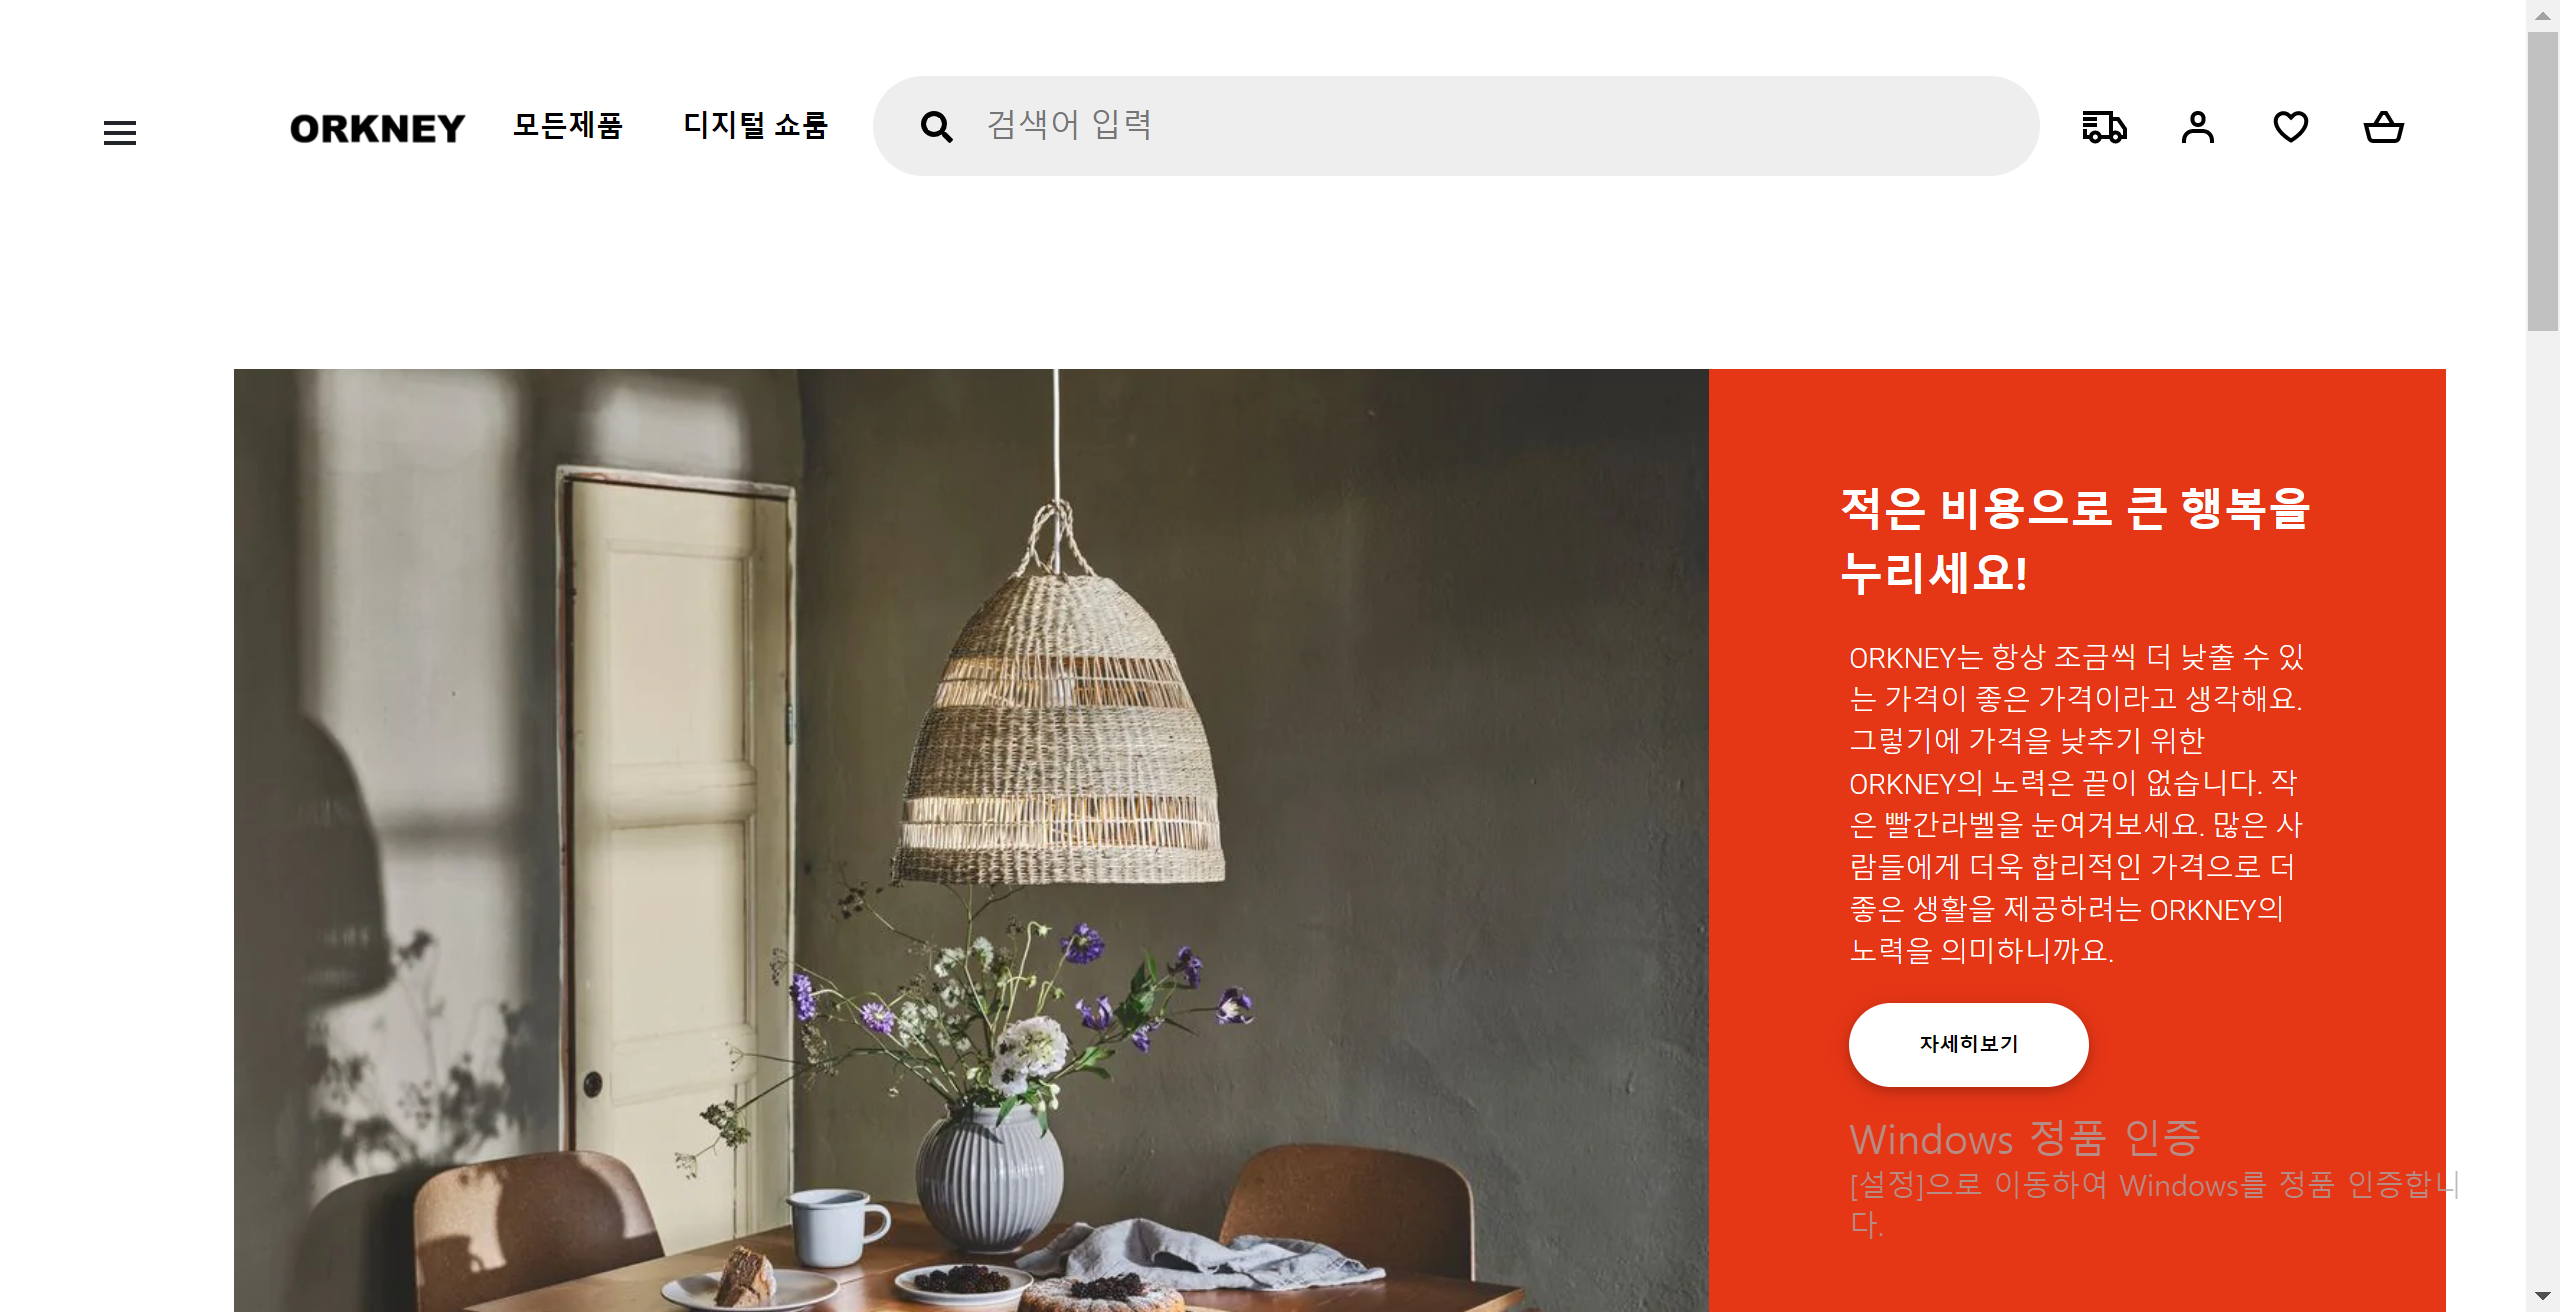 ORKNEY 모든제품 디지털 쇼룸 검색어 입력
적은 비용으로 큰 행복을
누리세요!
ORKNEY는 항상 조금씩 더 낮출 수 있
는 가격이 좋은 가격이라고 생각해요.
그렇기에 가격을 낮추기 위한
ORKNEY의 노력은 끝이 없습니다. 작
은 빨간라벨을 눈여겨보세요. 많은 사
람들에게 더욱 합리적인 가격으로 더
좋은 생활을 제공하려는 ORKNEY의
노력을 의미하니까요.
자세히보기
Windows 정품 인증
[설정]으로 이동하여 Windows를 정품 인증합니
다.